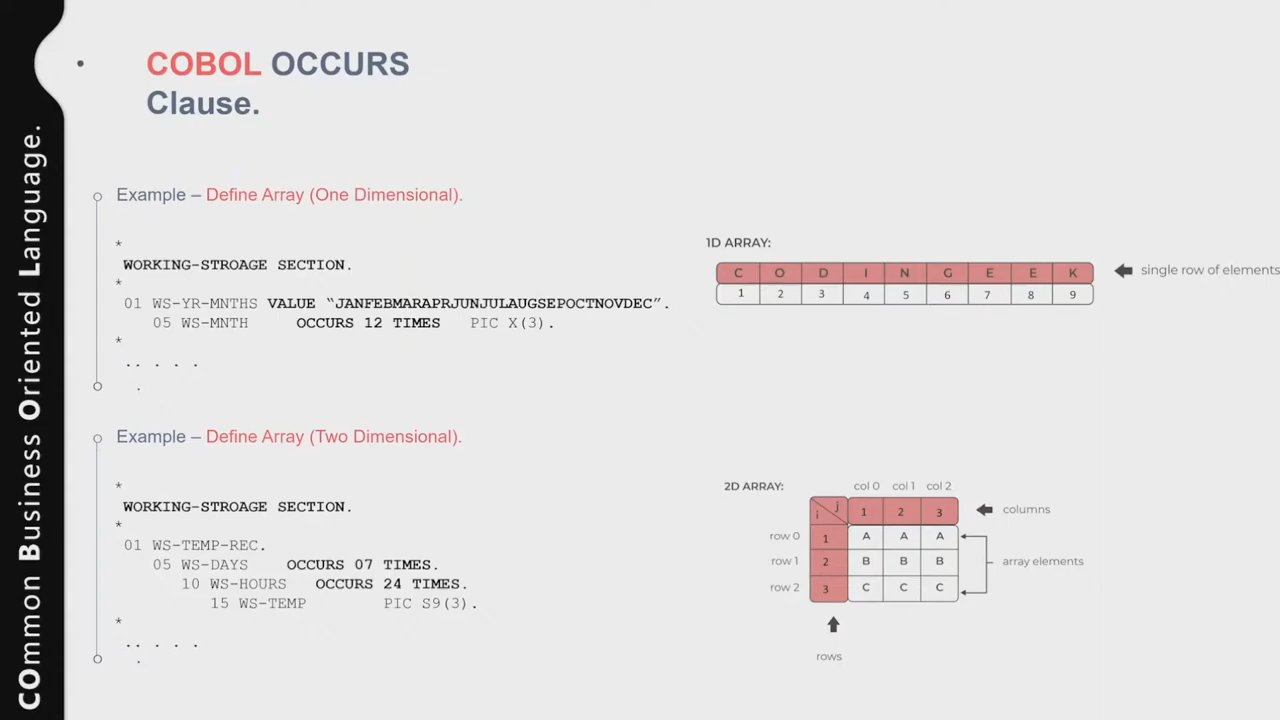 COmmon Business Oriented Language.
• COBOL OCCURS
Clause.
Example – Define Array (One Dimensional).
*
WORKING-STROAGE SECTION.
*
01 WS-YR-MNTHS VALUE “JANFEBMARAPRJUNJULAUGSEPOCTNOVDEC”.
05 WS-MNTH OCCURS 12 TIMES PIC X(3).
*
.. . . .
.
1D ARRAY:
C O D I N G E E K
1 2 3 4 5 6 7 8 9
single row of elements
Example – Define Array (Two Dimensional).
*
WORKING-STROAGE SECTION.
*
01 WS-TEMP-REC.
05 WS-DAYS OCCURS 07 TIMES.
10 WS-HOURS OCCURS 24 TIMES.
15 WS-TEMP PIC S9(3).
*
.. . . .
.
2D ARRAY:
col 0 col 1 col 2
i j 1 2 3
columns
row 0 1 A A A
row 1 2 B B B
array elements
row 2 3 C C C
rows